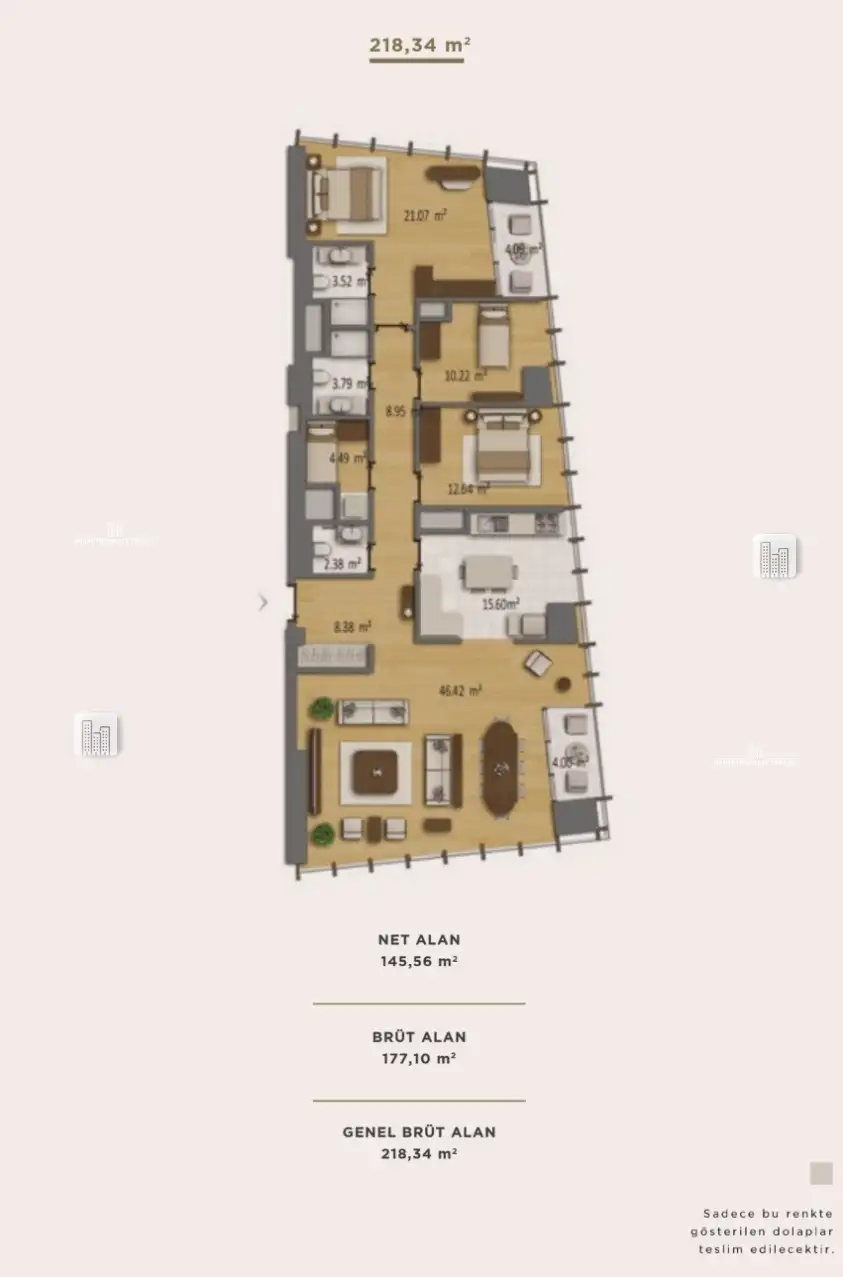 218,34 m²
21.07 m²
4.09 m²
3.52 m²
10.22 m²
3.79 m²
8.95
4.49 m²
12.64 m²
2.38 m²
15.60m²
8.38 m²
46.42 m²
4.00 m²
NET ALAN
145,56 m²
BRÜT ALAN
177,10 m²
GENEL BRÜT ALAN
218,34 m²
Sadece bu renkte
gösterilen dolaplar
teslim edilecektir.